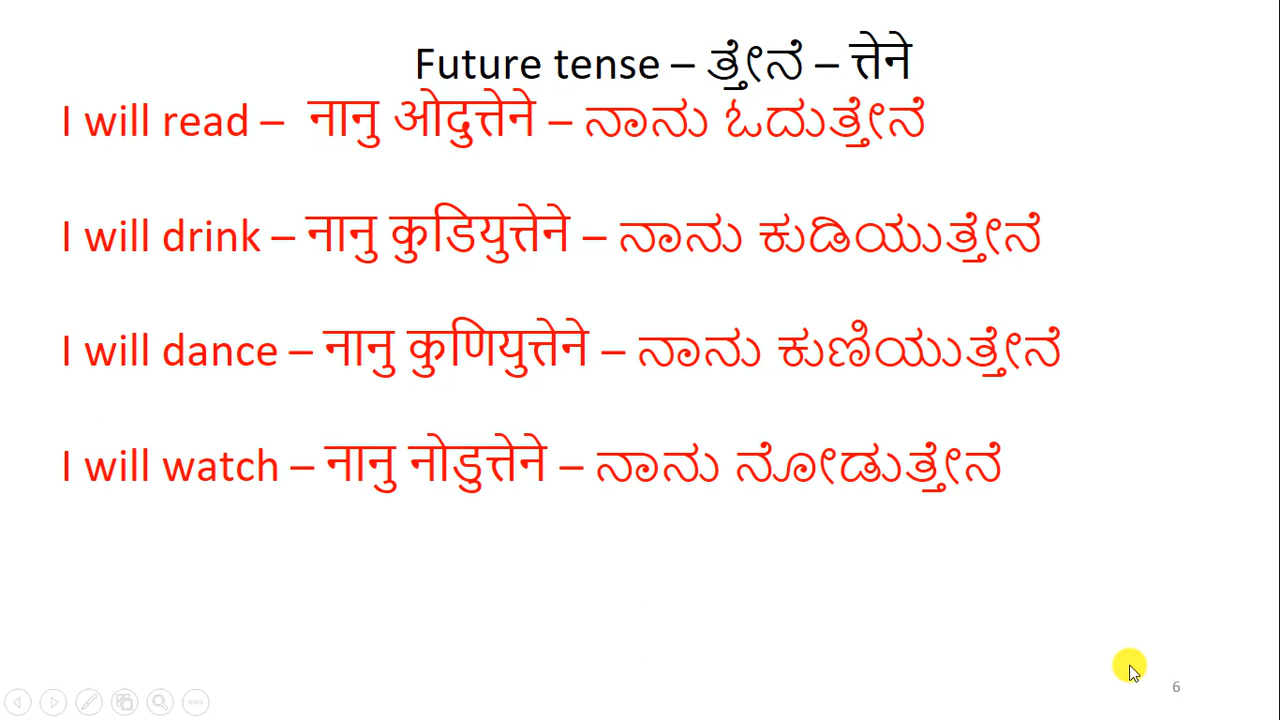 Future tense – ತ್ತೇನೆ – त्तेने
I will read – नानु ओदुत्तेने – ನಾನು ಓದುತ್ತೇನೆ
I will drink – नानु कुडियुत्तेने – ನಾನು ಕುಡಿಯುತ್ತೇನೆ
I will dance – नानु कुणियुत्तेने – ನಾನು ಕುಣಿಯುತ್ತೇನೆ
I will watch – नानु नोडुत्तेने – ನಾನು ನೋಡುತ್ತೇನೆ
6